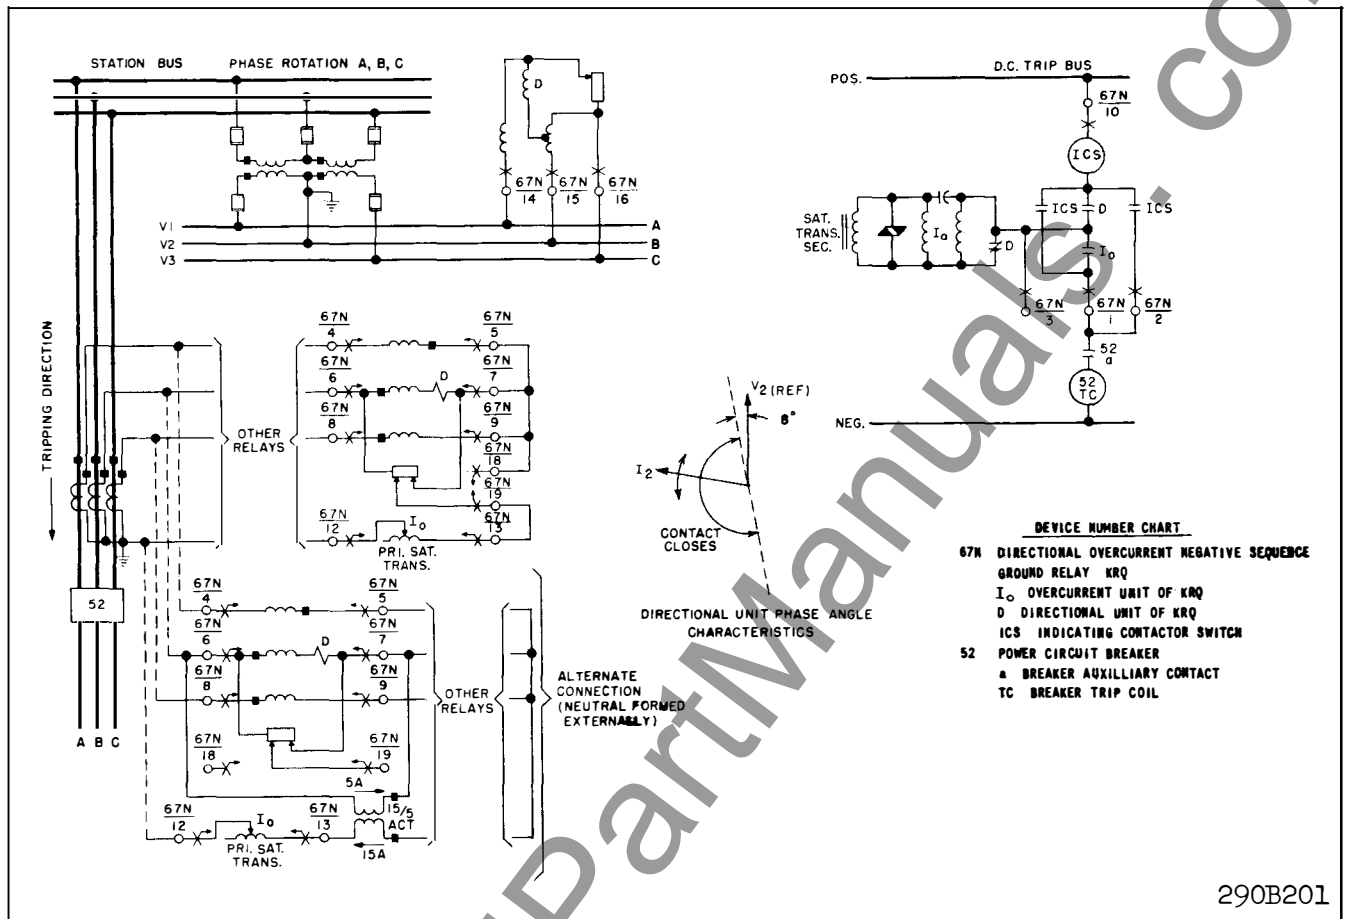 STATION BUS
PHASE ROTATION A, B, C
D
67N
14
67N
15
67N
16
V1
A
V2
B
V3
C
TRIPPING DIRECTION
OTHER
RELAYS
67N
4
67N
5
67N
6
D
67N
7
67N
8
67N
9
67N
18
67N
19
67N
12
Io
67N
13
PRI. SAT.
TRANS.
52
A B C
67N
4
67N
5
67N
6
D
67N
7
67N
8
67N
9
67N
18
67N
19
5A
15/5
ACT
67N
12
Io
67N
13
PRI. SAT.
TRANS.
15A
OTHER
RELAYS
ALTERNATE
CONNECTION
(NEUTRAL FORMED
EXTERNALLY)
V2 (REF)
8°
I2
CONTACT
CLOSES
DIRECTIONAL UNIT PHASE ANGLE
CHARACTERISTICS
D.C. TRIP BUS
POS.
67N
10
ICS
ICS
D
ICS
SAT.
TRANS.
SEC.
Io
D
Io
67N
3
67N
1
67N
2
52
a
52
TC
NEG.
DEVICE NUMBER CHART
67N DIRECTIONAL OVERCURRENT NEGATIVE SEQUENCE
GROUND RELAY KRQ
Io OVERCURRENT UNIT OF KRQ
D DIRECTIONAL UNIT OF KRQ
ICS INDICATING CONTACTOR SWITCH
52 POWER CIRCUIT BREAKER
a BREAKER AUXILLIARY CONTACT
TC BREAKER TRIP COIL
290B201
PartManuals.co